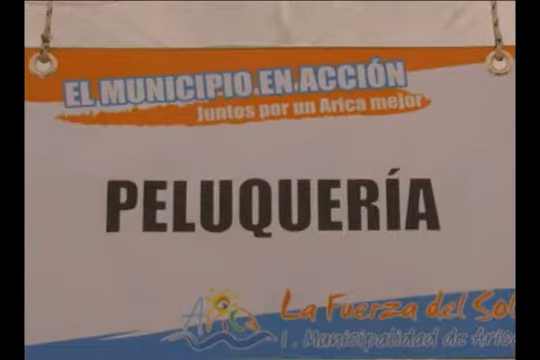 EL MUNICIPIO.EN.ACCIÓN
Juntos por un Arica mejor
PELUQUERÍA
Arica
La Fuerza del Sol
I. Municipalidad de Arica